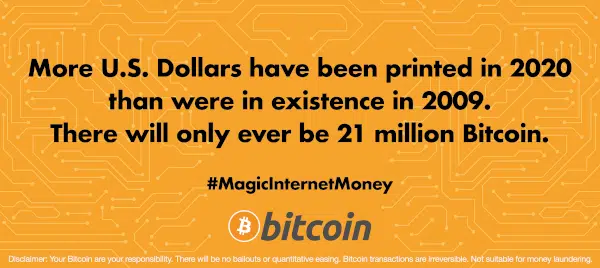 More U.S. Dollars have been printed in 2020
than were in existence in 2009.
There will only ever be 21 million Bitcoin.
#MagicInternetMoney
bitcoin
Disclaimer: Your Bitcoin are your responsibility. There will be no bailouts or quantitative easing. Bitcoin transactions are irreversible. Not suitable for money laundering.